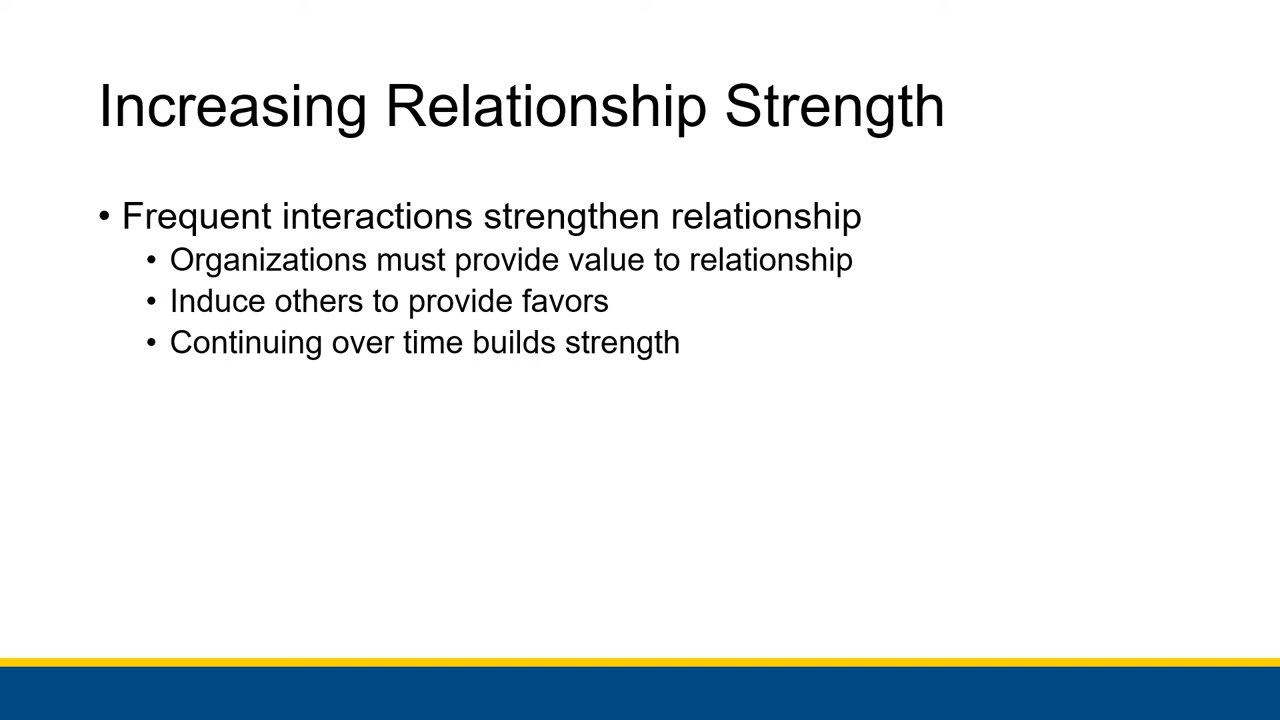 Increasing Relationship Strength
• Frequent interactions strengthen relationship
• Organizations must provide value to relationship
• Induce others to provide favors
• Continuing over time builds strength